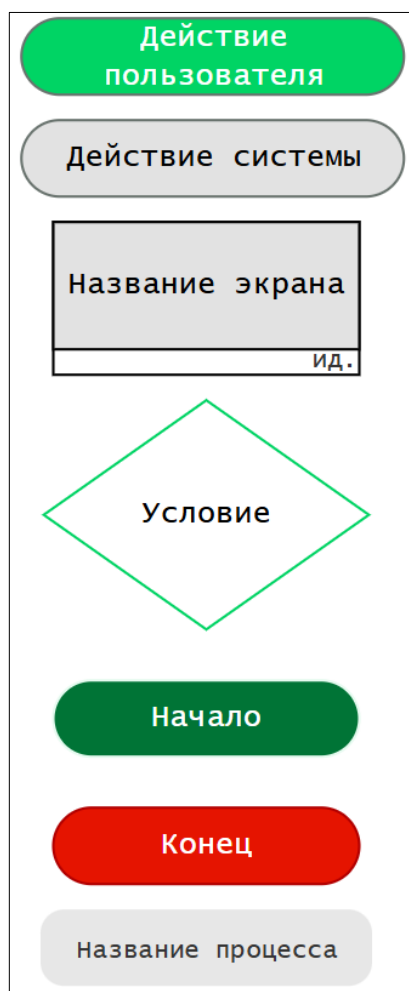 Действие
пользователя
Действие системы
Название экрана
ид.
Условие
Начало
Конец
Название процесса